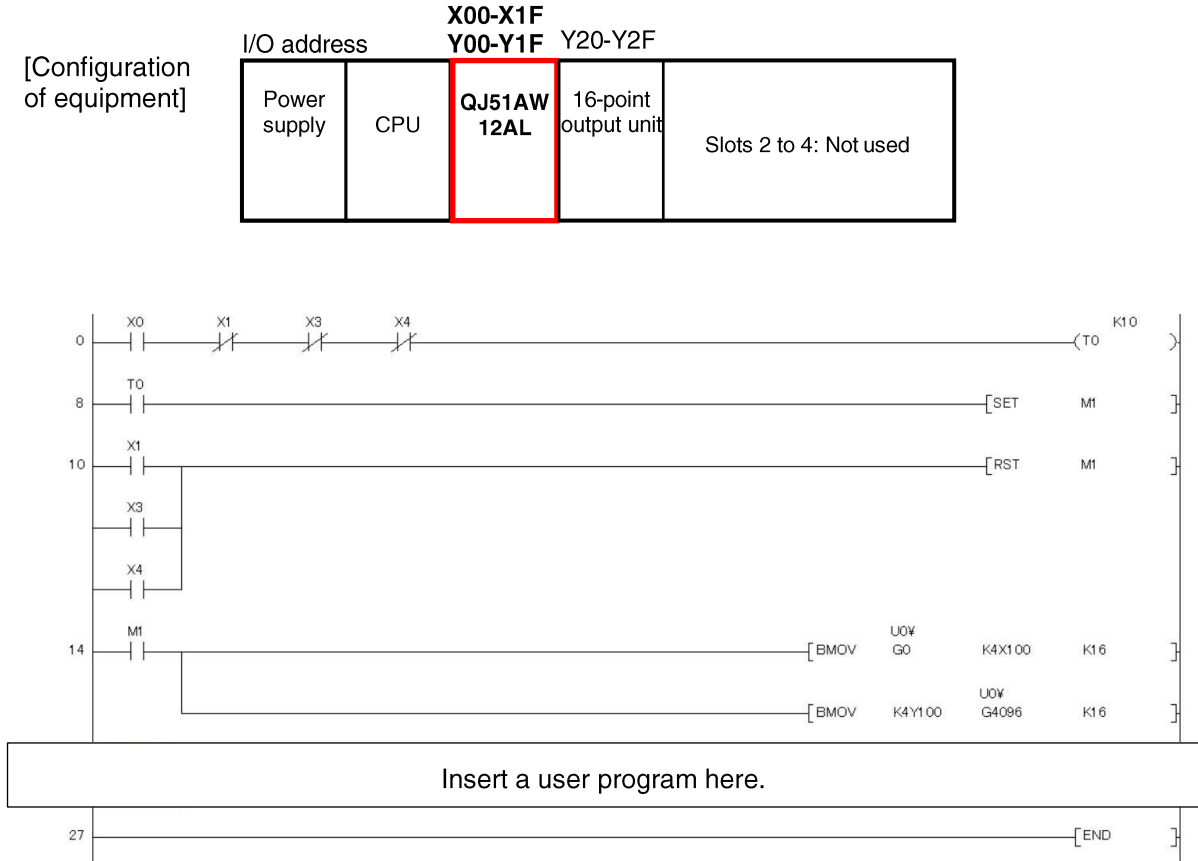 X00-X1F
I/O address Y00-Y1F Y20-Y2F
[Configuration
of equipment]
Power
supply
CPU
QJ51AW
12AL
16-point
output unit
Slots 2 to 4: Not used
X0 X1 X3 X4 K10
0 (T0 )
T0
8 [SET M1 ]
X1
10 [RST M1 ]
X3
X4
M1 U0¥
14 [BMOV G0 K4X100 K16 ]
U0¥
[BMOV K4Y100 G4096 K16 ]
Insert a user program here.
27 [END ]